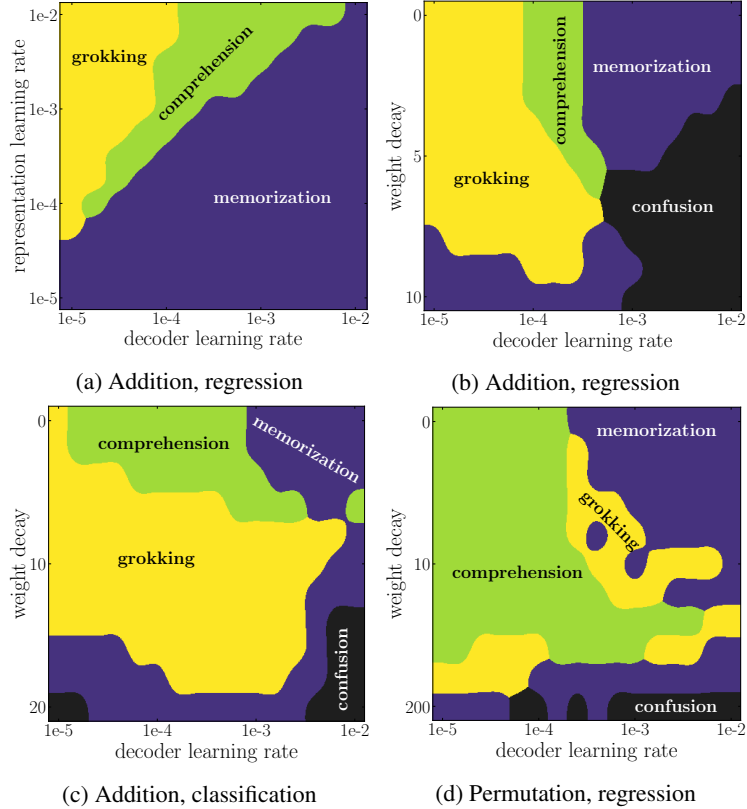 1e-2
1e-3
1e-4
1e-5
representation learning rate
grokking
comprehension
memorization
1e-5 1e-4 1e-3 1e-2
decoder learning rate
(a) Addition, regression
0
5
10
weight decay
comprehension
memorization
grokking
confusion
1e-5 1e-4 1e-3 1e-2
decoder learning rate
(b) Addition, regression
0
10
20
weight decay
comprehension
memorization
grokking
confusion
1e-5 1e-4 1e-3 1e-2
decoder learning rate
(c) Addition, classification
0
10
200
weight decay
memorization
grokking
comprehension
confusion
1e-5 1e-4 1e-3 1e-2
decoder learning rate
(d) Permutation, regression